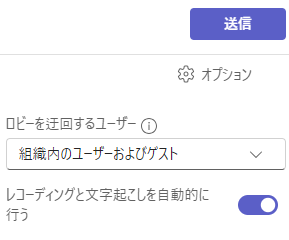 送信
オプション
ロビーを迂回するユーザー
組織内のユーザーおよびゲスト
レコーディングと文字起こしを自動的に
行う